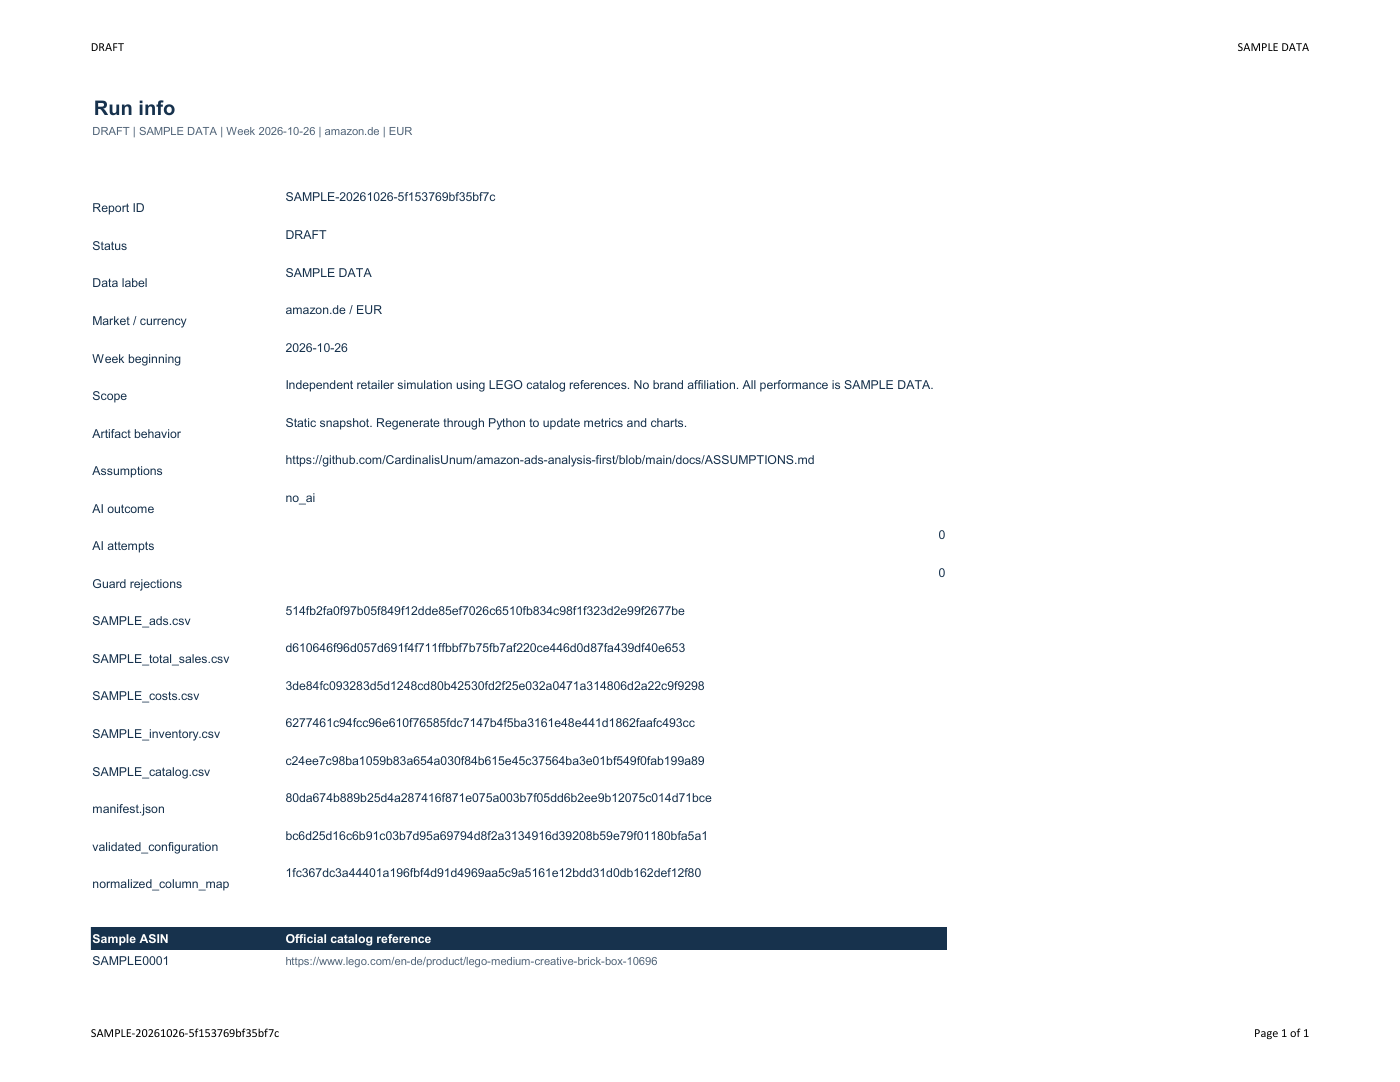 DRAFT SAMPLE DATA
Run info
DRAFT | SAMPLE DATA | Week 2026-10-26 | amazon.de | EUR
Report ID SAMPLE-20261026-5f153769bf35bf7c
Status DRAFT
Data label SAMPLE DATA
Market / currency amazon.de / EUR
Week beginning 2026-10-26
Scope Independent retailer simulation using LEGO catalog references. No brand affiliation. All performance is SAMPLE DATA.
Artifact behavior Static snapshot. Regenerate through Python to update metrics and charts.
Assumptions https://github.com/CardinalisUnum/amazon-ads-analysis-first/blob/main/docs/ASSUMPTIONS.md
AI outcome no_ai
AI attempts 0
Guard rejections 0
SAMPLE_ads.csv 514fb2fa0f97b05f849f12dde85ef7026c6510fb834c98f1f323d2e99f2677be
SAMPLE_total_sales.csv d610646f96d057d691f4f711ffbbf7b75fb7af220ce446d0d87fa439df40e653
SAMPLE_costs.csv 3de84fc093283d5d1248cd80b42530fd2f25e032a0471a314806d2a22c9f9298
SAMPLE_inventory.csv 6277461c94fcc96e610f76585fdc7147b4f5ba3161e48e441d1862faafc493cc
SAMPLE_catalog.csv c24ee7c98ba1059b83a654a030f84b615e45c37564ba3e01bf549f0fab199a89
manifest.json 80da674b889b25d4a287416f871e075a003b7f05dd6b2ee9b12075c014d71bce
validated_configuration bc6d25d16c6b91c03b7d95a69794d8f2a3134916d39208b59e79f01180bfa5a1
normalized_column_map 1fc367dc3a44401a196fbf4d91d4969aa5c9a5161e12bdd31d0db162def12f80
Sample ASIN Official catalog reference
SAMPLE0001 https://www.lego.com/en-de/product/lego-medium-creative-brick-box-10696
SAMPLE-20261026-5f153769bf35bf7c Page 1 of 1